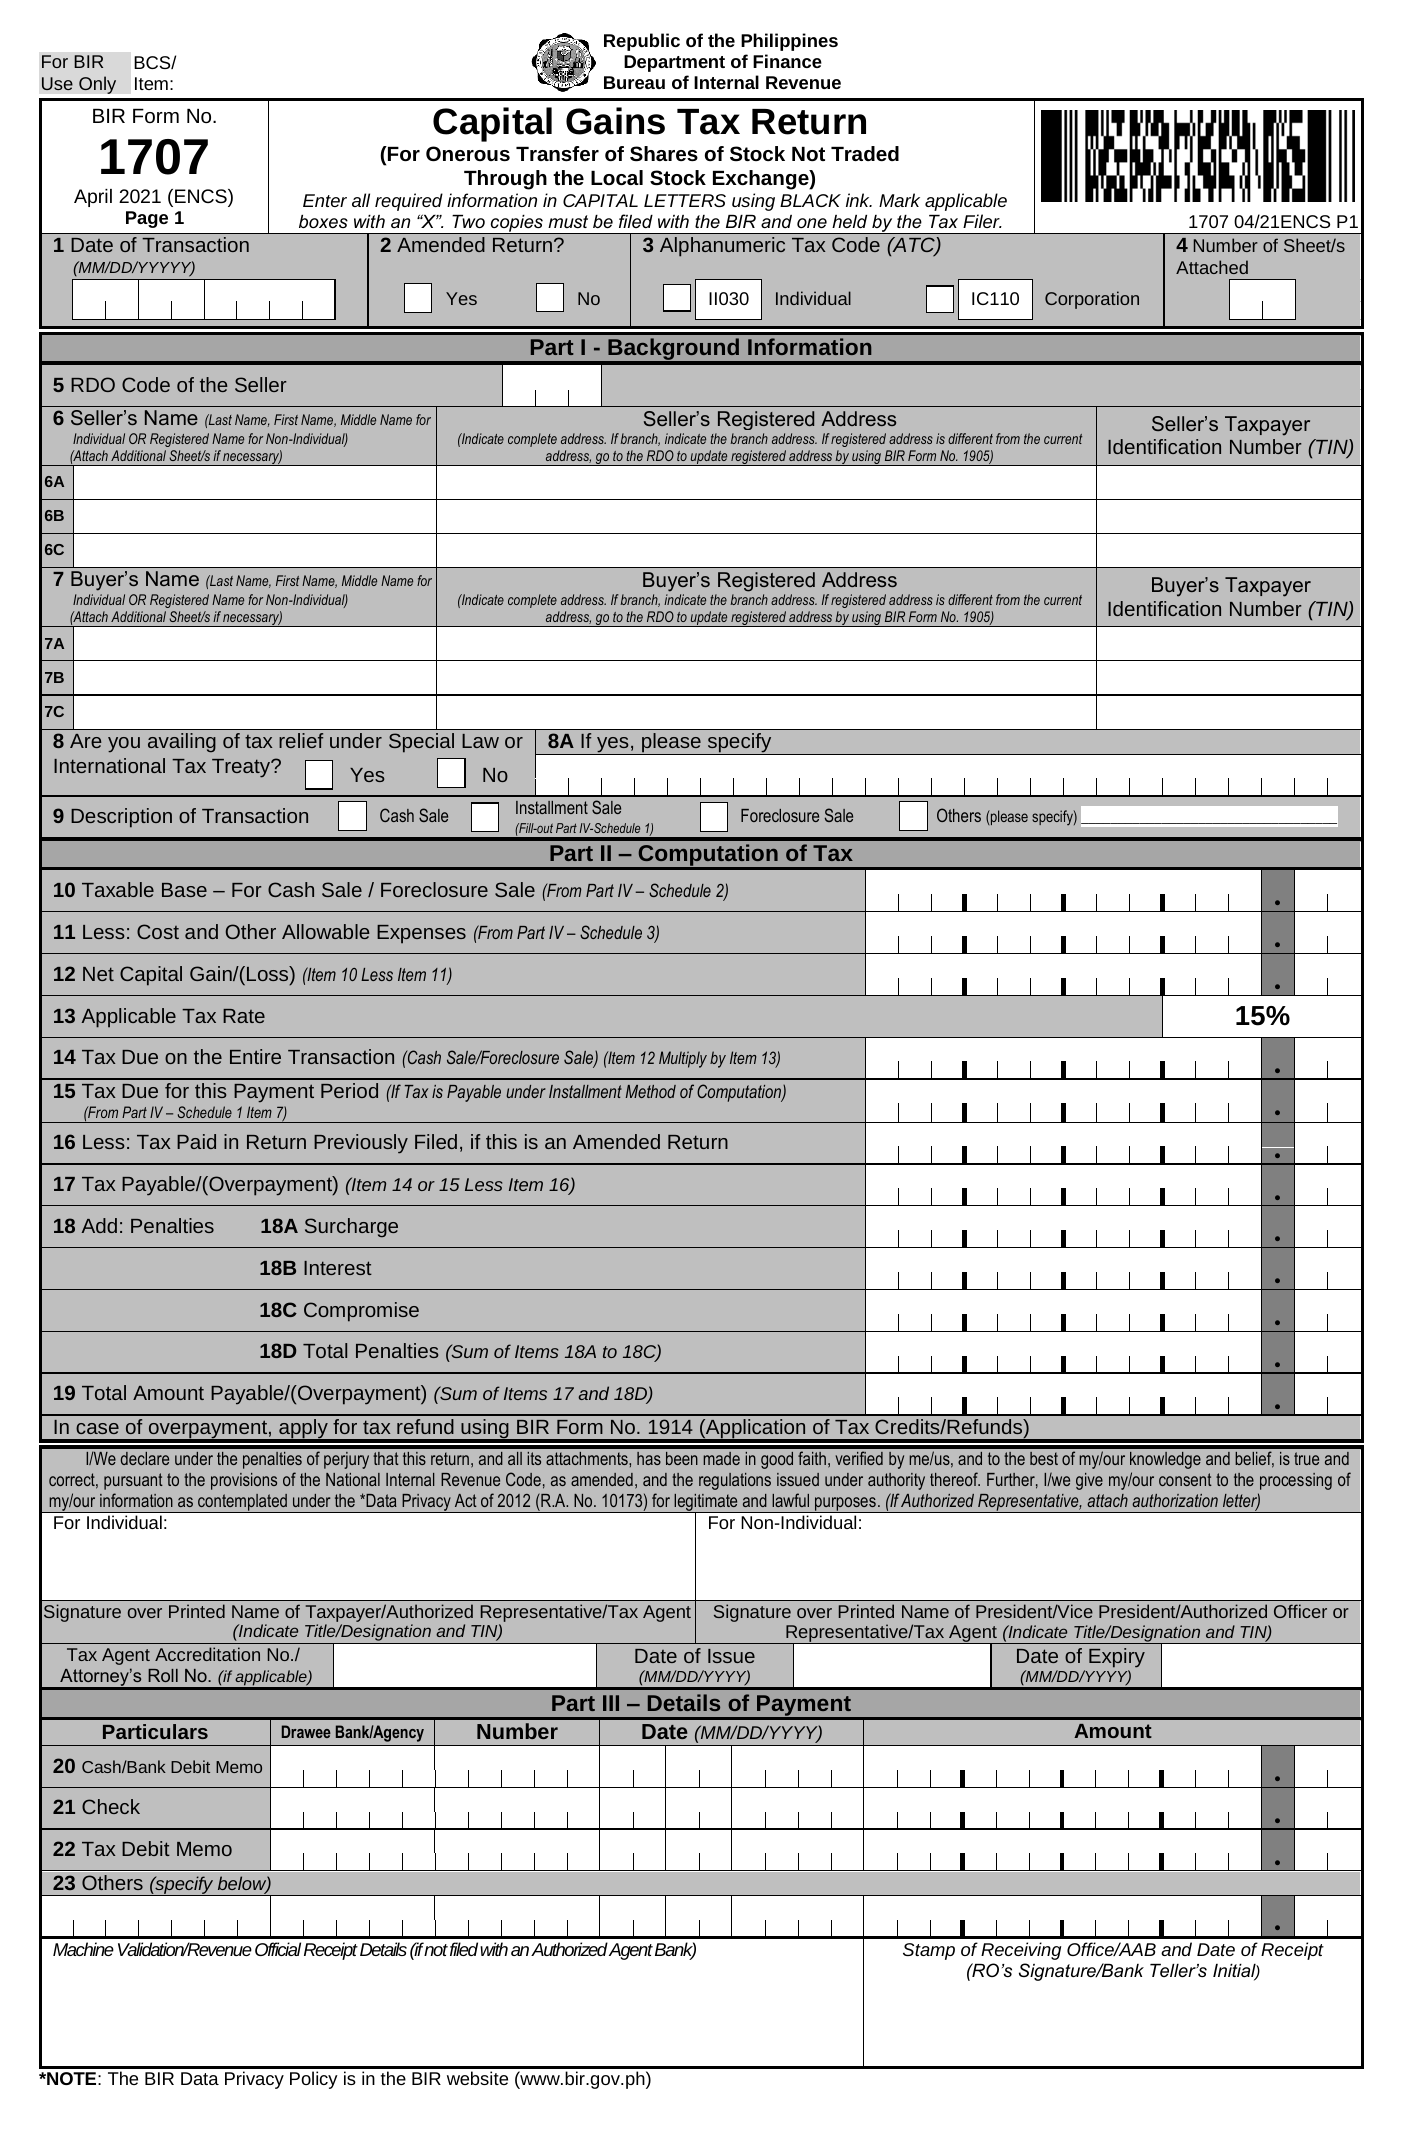 For BIR
Use Only
BCS/
Item:
Republic of the Philippines
Department of Finance
Bureau of Internal Revenue
BIR Form No.
1707
April 2021 (ENCS)
Page 1
Capital Gains Tax Return
(For Onerous Transfer of Shares of Stock Not Traded
Through the Local Stock Exchange)
Enter all required information in CAPITAL LETTERS using BLACK ink. Mark applicable
boxes with an “X”. Two copies must be filed with the BIR and one held by the Tax Filer.
1707 04/21ENCS P1
1 Date of Transaction
(MM/DD/YYYYY)
2 Amended Return?
Yes No
3 Alphanumeric Tax Code (ATC)
II030 Individual IC110 Corporation
4 Number of Sheet/s
Attached
Part I - Background Information
5 RDO Code of the Seller
6 Seller’s Name (Last Name, First Name, Middle Name for
Individual OR Registered Name for Non-Individual)
(Attach Additional Sheet/s if necessary)
Seller’s Registered Address
(Indicate complete address. If branch, indicate the branch address. If registered address is different from the current
address, go to the RDO to update registered address by using BIR Form No. 1905)
Seller’s Taxpayer
Identification Number (TIN)
6A
6B
6C
7 Buyer’s Name (Last Name, First Name, Middle Name for
Individual OR Registered Name for Non-Individual)
(Attach Additional Sheet/s if necessary)
Buyer’s Registered Address
(Indicate complete address. If branch, indicate the branch address. If registered address is different from the current
address, go to the RDO to update registered address by using BIR Form No. 1905)
Buyer’s Taxpayer
Identification Number (TIN)
7A
7B
7C
8 Are you availing of tax relief under Special Law or
International Tax Treaty? Yes No
8A If yes, please specify
9 Description of Transaction Cash Sale Installment Sale
(Fill-out Part IV-Schedule 1)
Foreclosure Sale Others (please specify)
Part II – Computation of Tax
10 Taxable Base – For Cash Sale / Foreclosure Sale (From Part IV – Schedule 2)
11 Less: Cost and Other Allowable Expenses (From Part IV – Schedule 3)
12 Net Capital Gain/(Loss) (Item 10 Less Item 11)
13 Applicable Tax Rate 15%
14 Tax Due on the Entire Transaction (Cash Sale/Foreclosure Sale) (Item 12 Multiply by Item 13)
15 Tax Due for this Payment Period (If Tax is Payable under Installment Method of Computation)
(From Part IV – Schedule 1 Item 7)
16 Less: Tax Paid in Return Previously Filed, if this is an Amended Return
17 Tax Payable/(Overpayment) (Item 14 or 15 Less Item 16)
18 Add: Penalties 18A Surcharge
18B Interest
18C Compromise
18D Total Penalties (Sum of Items 18A to 18C)
19 Total Amount Payable/(Overpayment) (Sum of Items 17 and 18D)
In case of overpayment, apply for tax refund using BIR Form No. 1914 (Application of Tax Credits/Refunds)
I/We declare under the penalties of perjury that this return, and all its attachments, has been made in good faith, verified by me/us, and to the best of my/our knowledge and belief, is true and
correct, pursuant to the provisions of the National Internal Revenue Code, as amended, and the regulations issued under authority thereof. Further, I/we give my/our consent to the processing of
my/our information as contemplated under the *Data Privacy Act of 2012 (R.A. No. 10173) for legitimate and lawful purposes. (If Authorized Representative, attach authorization letter)
For Individual:
For Non-Individual:
Signature over Printed Name of Taxpayer/Authorized Representative/Tax Agent
(Indicate Title/Designation and TIN)
Signature over Printed Name of President/Vice President/Authorized Officer or
Representative/Tax Agent (Indicate Title/Designation and TIN)
Tax Agent Accreditation No./
Attorney’s Roll No. (if applicable)
Date of Issue
(MM/DD/YYYY)
Date of Expiry
(MM/DD/YYYY)
Part III – Details of Payment
Particulars Drawee Bank/Agency Number Date (MM/DD/YYYY) Amount
20 Cash/Bank Debit Memo
21 Check
22 Tax Debit Memo
23 Others (specify below)
Machine Validation/Revenue Official Receipt Details (if not filed with an Authorized Agent Bank)
Stamp of Receiving Office/AAB and Date of Receipt
(RO’s Signature/Bank Teller’s Initial)
*NOTE: The BIR Data Privacy Policy is in the BIR website (www.bir.gov.ph)